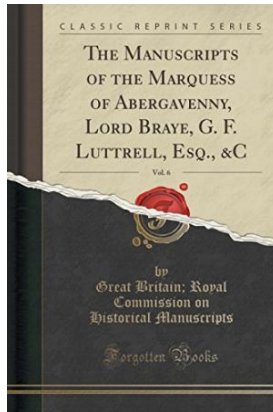 CLASSIC REPRINT SERIES
THE MANUSCRIPTS
OF THE MARQUESS
OF ABERGAVENNY,
LORD BRAYE, G. F.
LUTTRELL, ESQ., &C
Vol. 6
by
Great Britain; Royal
Commission on
Historical Manuscripts
Forgotten Books